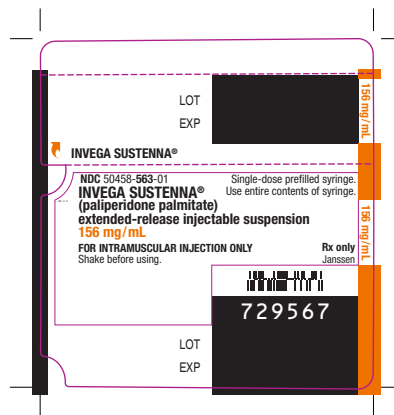 LOT
EXP
156 mg/mL
INVEGA SUSTENNA®
NDC 50458-563-01
Single-dose prefilled syringe.
INVEGA SUSTENNA®
Use entire contents of syringe.
(paliperidone palmitate)
extended-release injectable suspension
156 mg/mL
156 mg/mL
FOR INTRAMUSCULAR INJECTION ONLY
Rx only
Shake before using.
Janssen
729567
LOT
EXP